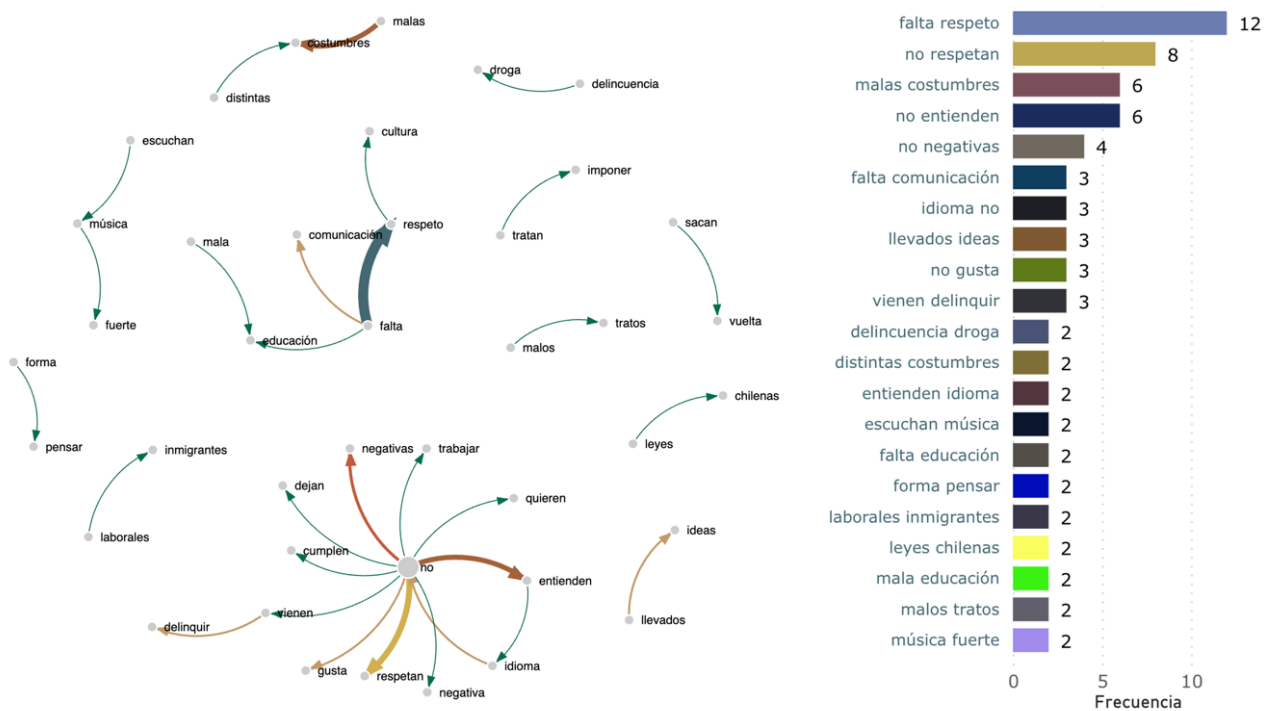 malas
costumbres
distintas
droga
delincuencia
escuchan
cultura
imponer
música
mala
comunicación
respeto
tratan
sacan
fuerte
educación
falta
tratos
malos
vuelta
forma
pensar
chilenas
leyes
inmigrantes
laborales
negativas
trabajar
dejan
quieren
cumplen
no
entienden
ideas
vienen
delinquir
llevados
gusta
respetan
idioma
negativa
falta respeto 12
no respetan 8
malas costumbres 6
no entienden 6
no negativas 4
falta comunicación 3
idioma no 3
llevados ideas 3
no gusta 3
vienen delinquir 3
delincuencia droga 2
distintas costumbres 2
entienden idioma 2
escuchan música 2
falta educación 2
forma pensar 2
laborales inmigrantes 2
leyes chilenas 2
mala educación 2
malos tratos 2
música fuerte 2
0 5 10
Frecuencia